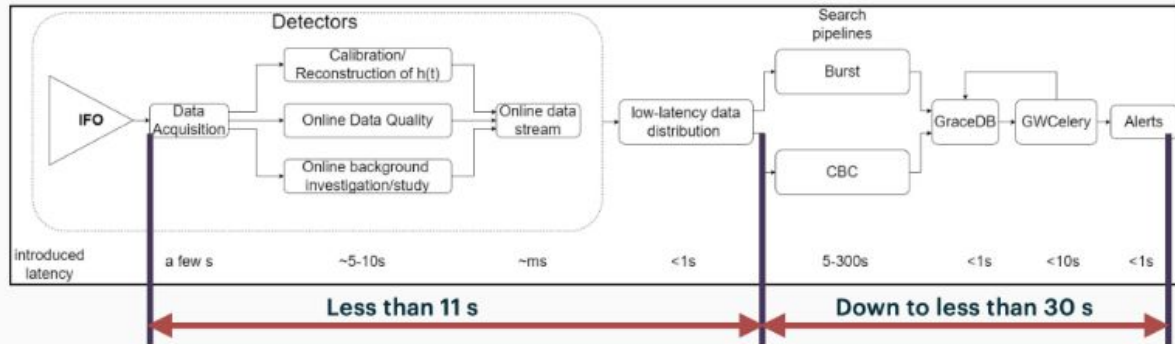 Detectors
IFO
Data
Acquisition
Calibration/
Reconstruction of h(t)
Online Data Quality
Online background
investigation/study
Online data
stream
low-latency data
distribution
Search
pipelines
Burst
CBC
GraceDB
GWCelery
Alerts
introduced
latency
a few s
~5-10s
~ms
<1s
5-300s
<1s
<10s
<1s
Less than 11 s
Down to less than 30 s